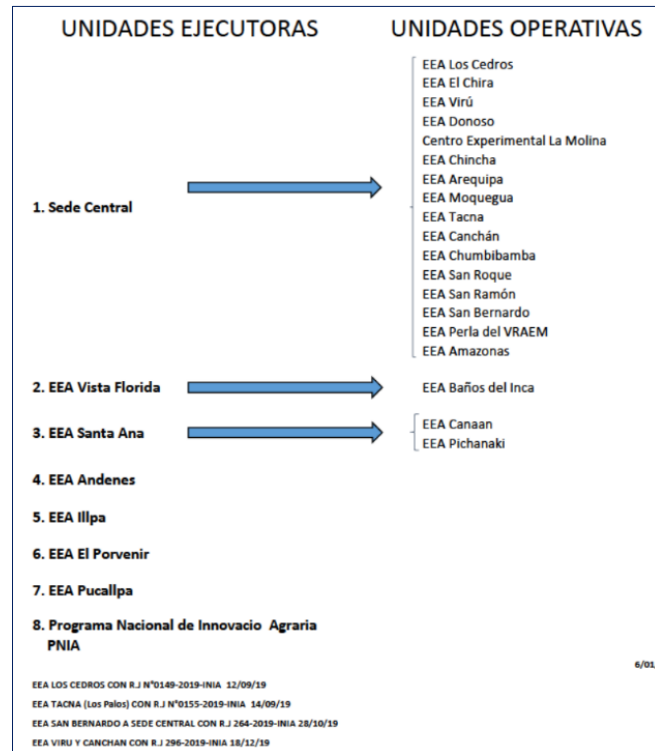 UNIDADES EJECUTORAS
UNIDADES OPERATIVAS
EEA Los Cedros
EEA El Chira
EEA Virú
EEA Donoso
Centro Experimental La Molina
EEA Chincha
EEA Arequipa
EEA Moquegua
1. Sede Central
EEA Tacna
EEA Canchán
EEA Chumbibamba
EEA San Roque
EEA San Ramón
EEA San Bernardo
EEA Perla del VRAEM
EEA Amazonas
2. EEA Vista Florida
EEA Baños del Inca
3. EEA Santa Ana
EEA Canaan
EEA Pichanaki
4. EEA Andenes
5. EEA Illpa
6. EEA El Porvenir
7. EEA Pucallpa
8. Programa Nacional de Innovacio Agraria
PNIA
6/01
EEA LOS CEDROS CON R.J N°0149-2019-INIA 12/09/19
EEA TACNA (Los Palos) CON R.J N°0155-2019-INIA 14/09/19
EEA SAN BERNARDO A SEDE CENTRAL CON R.J 264-2019-INIA 28/10/19
EEA VIRU Y CANCHAN CON R.J 296-2019-INIA 18/12/19